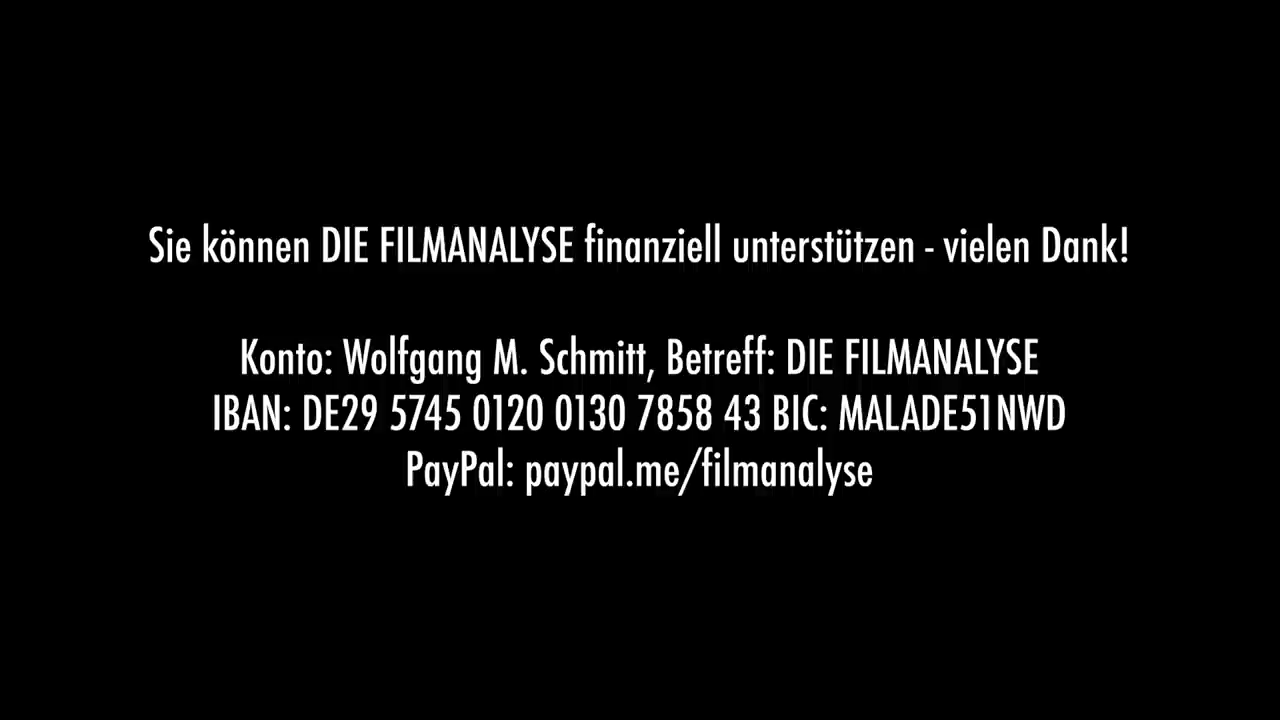 Sie können DIE FILMANALYSE finanziell unterstützen - vielen Dank!
Konto: Wolfgang M. Schmitt, Betreff: DIE FILMANALYSE
IBAN: DE29 5745 0120 0130 7858 43 BIC: MALADE51NWD
PayPal: paypal.me/filmanalyse